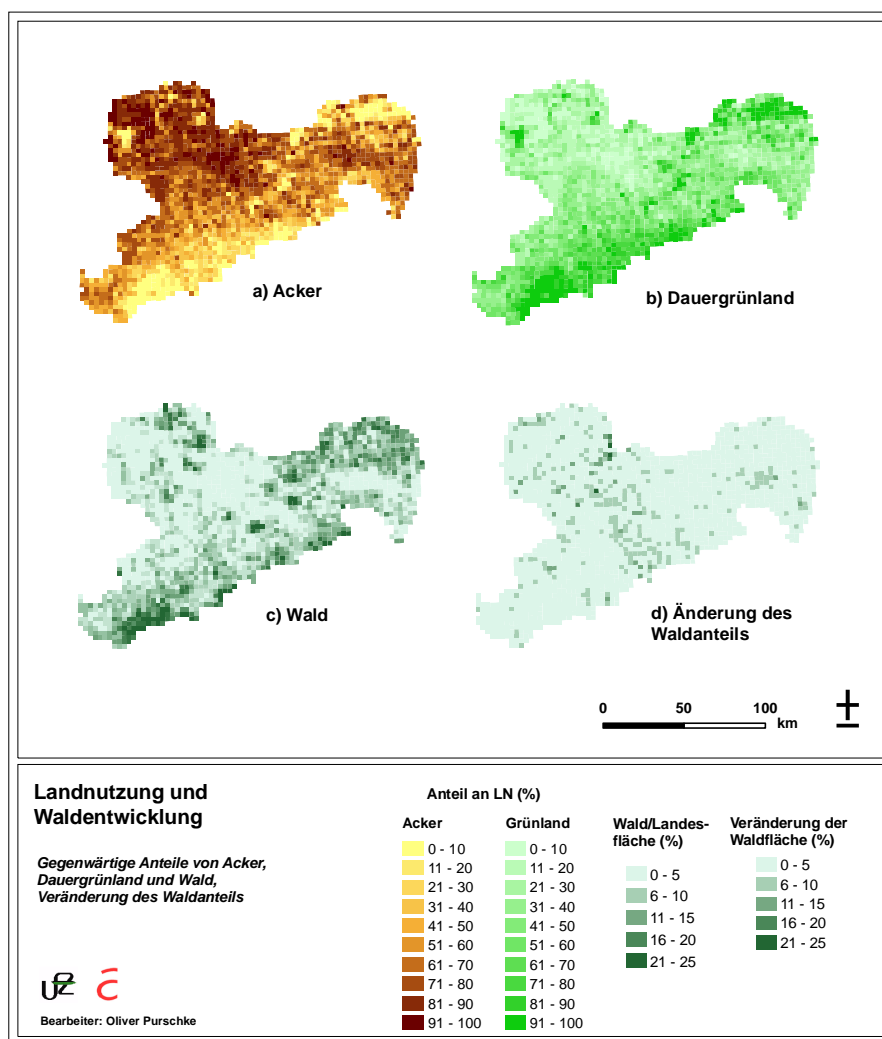 a) Acker
b) Dauergrünland
c) Wald
d) Änderung des
Waldanteils
0 50 100
km
Landnutzung und
Waldentwicklung
Gegenwärtige Anteile von Acker,
Dauergrünland und Wald,
Veränderung des Waldanteils
UFZ
Bearbeiter: Oliver Purschke
Anteil an LN (%)
Acker
0 - 10
11 - 20
21 - 30
31 - 40
41 - 50
51 - 60
61 - 70
71 - 80
81 - 90
91 - 100
Grünland
0 - 10
11 - 20
21 - 30
31 - 40
41 - 50
51 - 60
61 - 70
71 - 80
81 - 90
91 - 100
Wald/Landes-
fläche (%)
0 - 5
6 - 10
11 - 15
16 - 20
21 - 25
Veränderung der
Waldfläche (%)
0 - 5
6 - 10
11 - 15
16 - 20
21 - 25